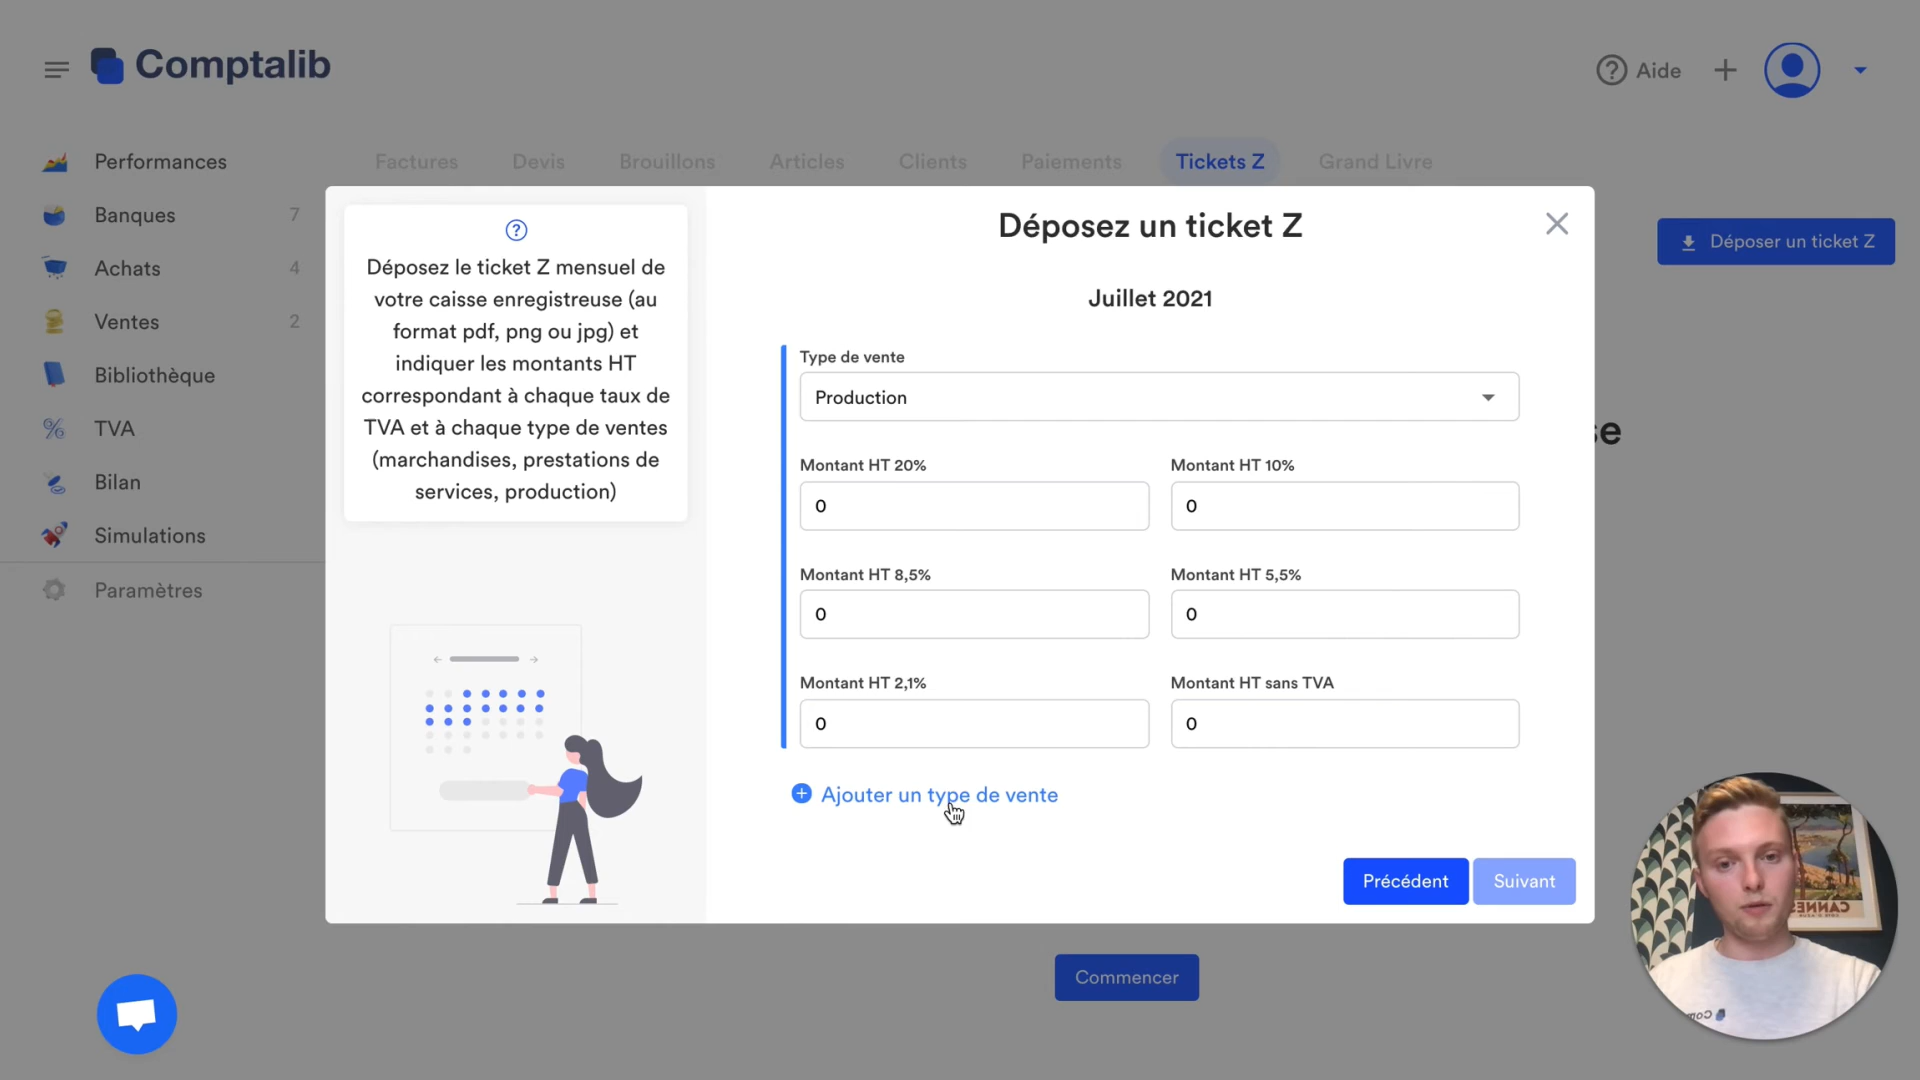 Comptalib
Aide
Performances
Banques 7
Achats 4
Ventes 2
Bibliothèque
TVA
Bilan
Simulations
Paramètres
Factures Devis Brouillons Articles Clients Paiements Tickets Z Grand Livre
Déposer un ticket Z
?
Déposez le ticket Z mensuel de
votre caisse enregistreuse (au
format pdf, png ou jpg) et
indiquer les montants HT
correspondant à chaque taux de
TVA et à chaque type de ventes
(marchandises, prestations de
services, production)
Déposez un ticket Z
Juillet 2021
Type de vente
Production
Montant HT 20% Montant HT 10%
0 0
Montant HT 8,5% Montant HT 5,5%
0 0
Montant HT 2,1% Montant HT sans TVA
0 0
Ajouter un type de vente
Précédent Suivant
Commencer
CANNES